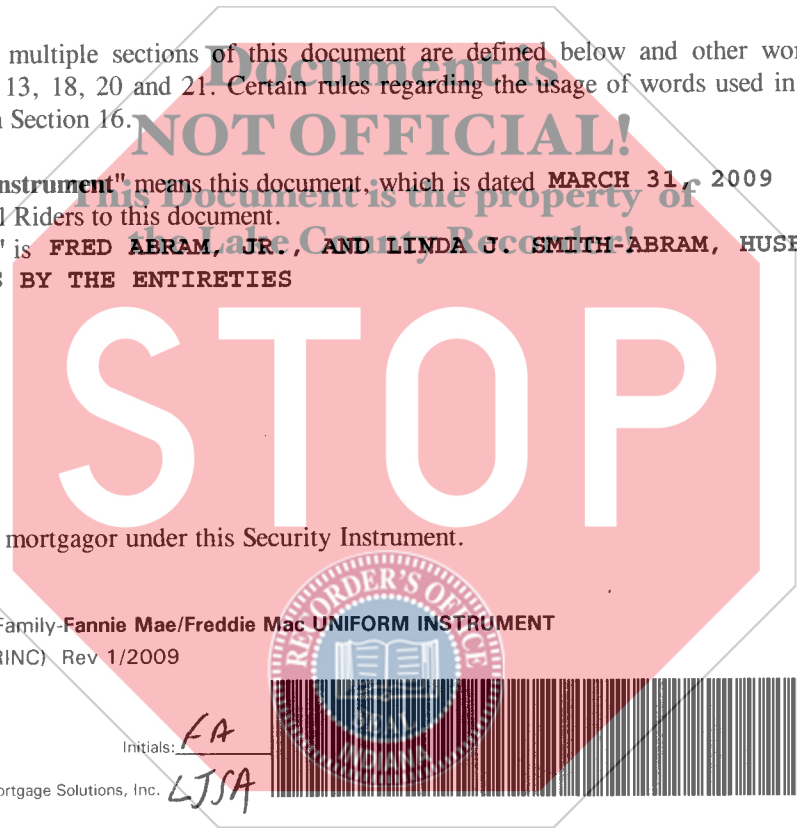 multiple sections of this document are defined below and other wor
Document is
13, 18, 20 and 21. Certain rules regarding the usage of words used in
Section 16.
NOT OFFICIAL!
nstrument" means this document, which is dated MARCH 31, 2009
This Document is the property of
l Riders to this document.
the Lake County Recorder!
" is FRED ABRAM, JR., AND LINDA J. SMITH-ABRAM, HUSB
S BY THE ENTIRETIES
STOP
mortgagor under this Security Instrument.
RECORDER'S OFFICE
Family-Fannie Mae/Freddie Mac UNIFORM INSTRUMENT
RINC) Rev 1/2009
SEAL
INDIANA
Initials: FA
ortgage Solutions, Inc. LJSA